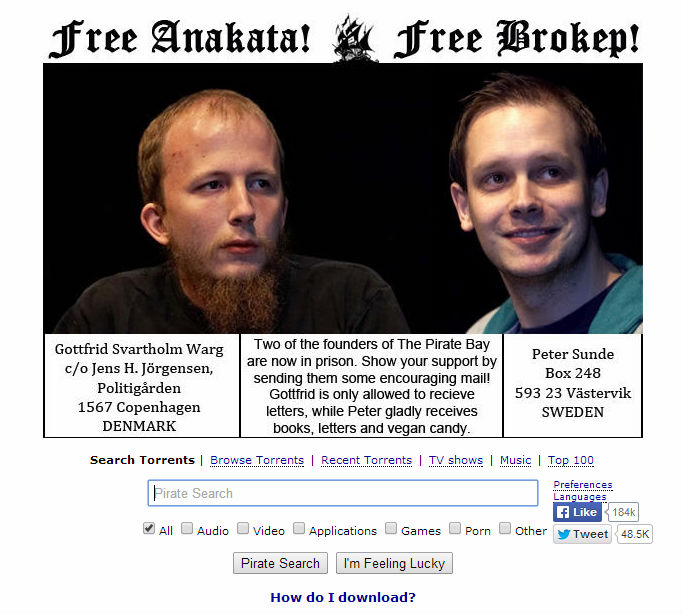 Free Anakata! Free Brokep!
Gottfrid Svartholm Warg
c/o Jens H. Jörgensen,
Politigården
1567 Copenhagen
DENMARK
Two of the founders of The Pirate Bay
are now in prison. Show your support by
sending them some encouraging mail!
Gottfrid is only allowed to recieve
letters, while Peter gladly receives
books, letters and vegan candy.
Peter Sunde
Box 248
593 23 Västervik
SWEDEN
Search Torrents | Browse Torrents | Recent Torrents | TV shows | Music | Top 100
Pirate Search
Preferences
Languages
Like 184k
All Audio Video Applications Games Porn Other
Tweet 48.5K
Pirate Search I'm Feeling Lucky
How do I download?